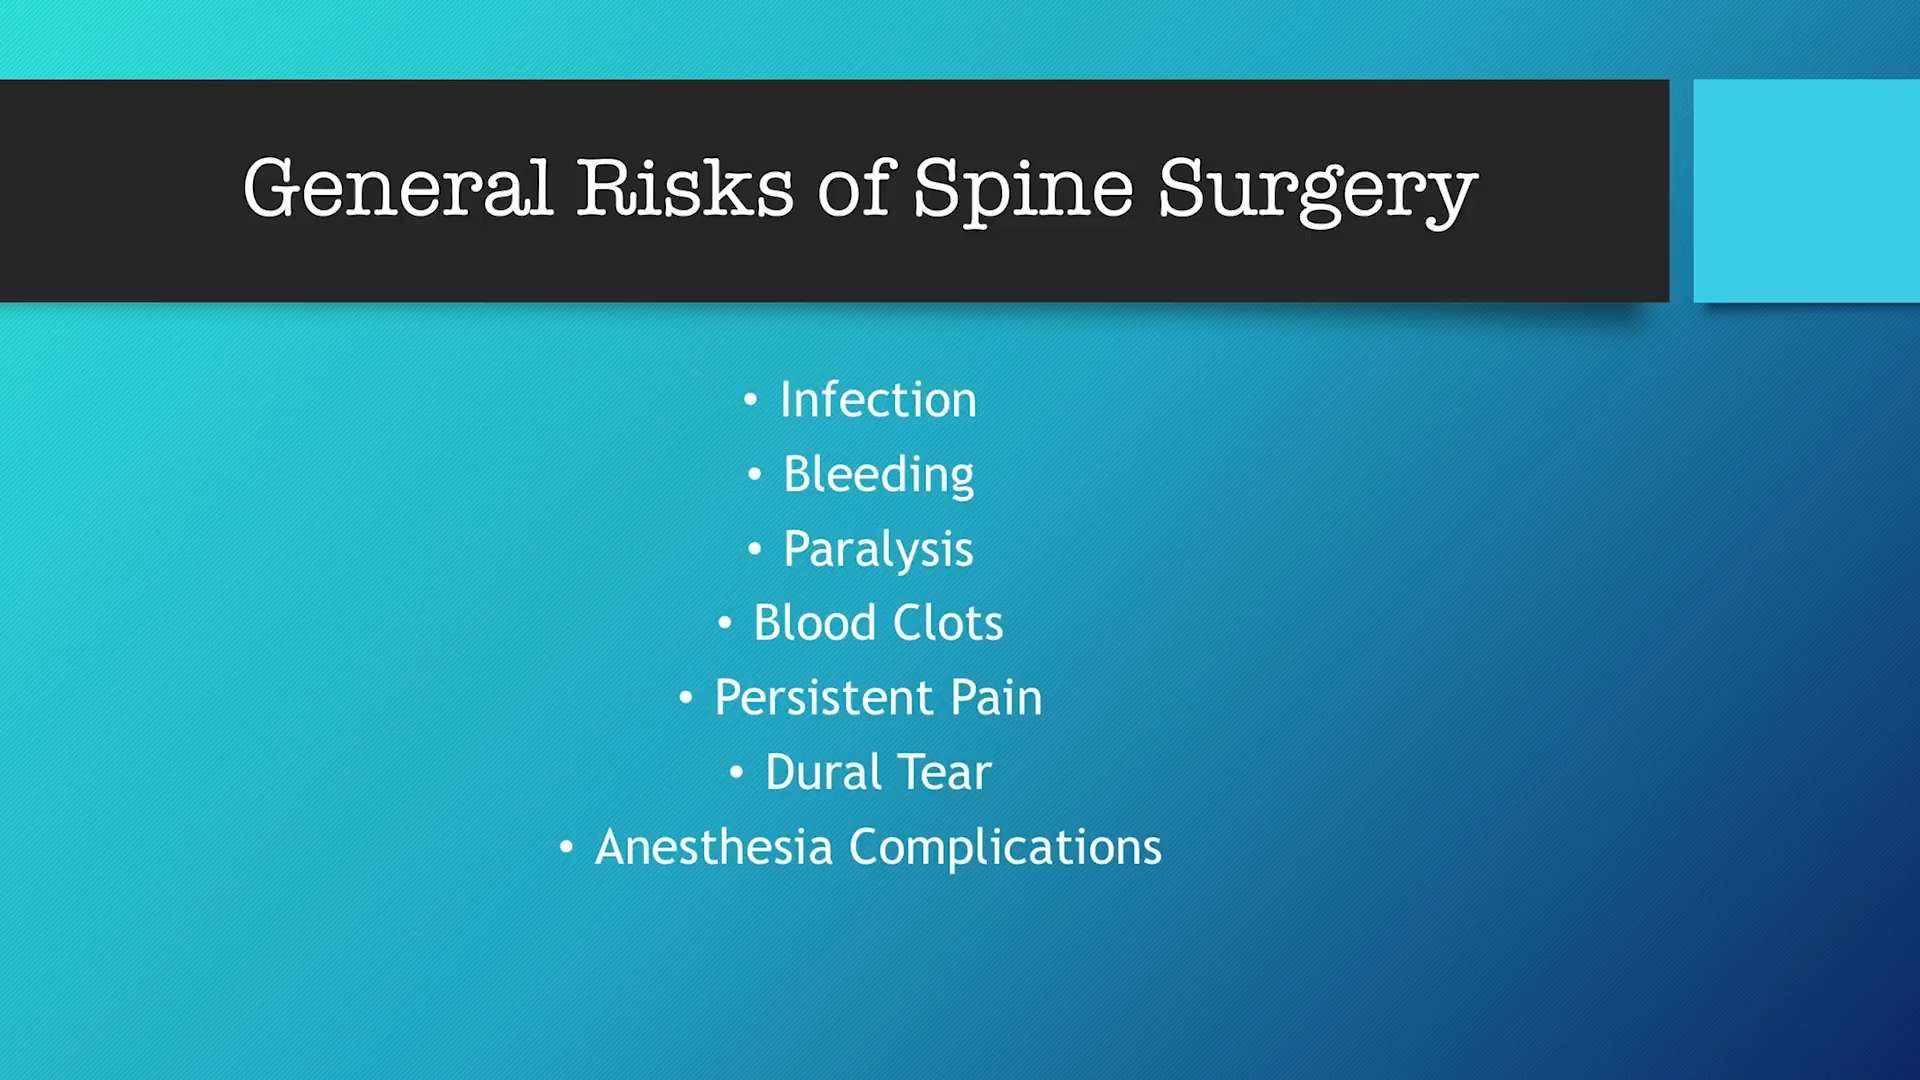 General Risks of Spine Surgery
• Infection
• Bleeding
• Paralysis
• Blood Clots
• Persistent Pain
• Dural Tear
• Anesthesia Complications